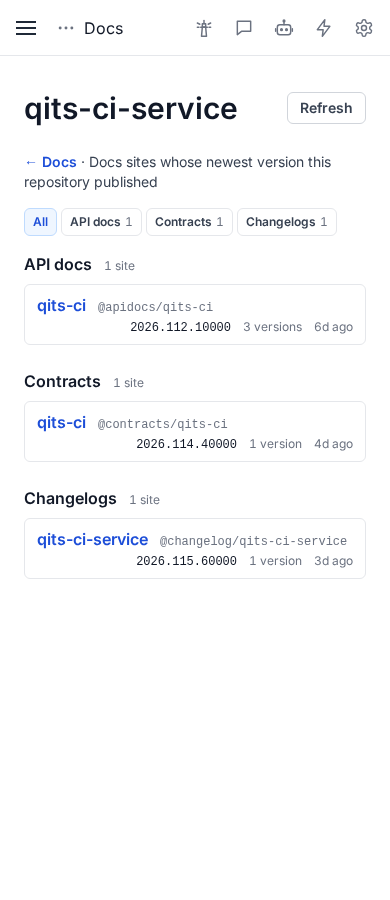 Docs
qits-ci-service
Refresh
← Docs · Docs sites whose newest version this
repository published
All
API docs 1
Contracts 1
Changelogs 1
API docs 1 site
qits-ci @apidocs/qits-ci
2026.112.10000 3 versions 6d ago
Contracts 1 site
qits-ci @contracts/qits-ci
2026.114.40000 1 version 4d ago
Changelogs 1 site
qits-ci-service @changelog/qits-ci-service
2026.115.60000 1 version 3d ago